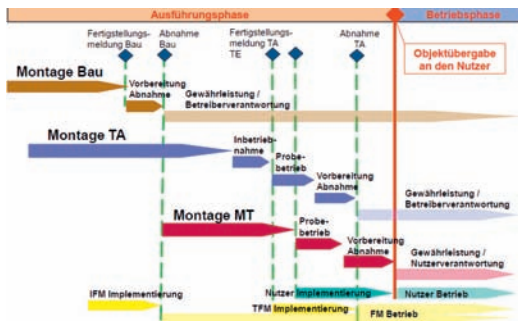 Ausführungsphase
Betriebsphase
Fertigstellungs-
meldung Bau
Abnahme
Bau
Fertigstellungs-
meldung TA
TE
Abnahme
TA
Objektübergabe
an den Nutzer
Montage Bau
Vorbereitung
Abnahme
Gewährleistung /
Betreiberverantwortung
Montage TA
Inbetrieb-
nahme
Probe-
betrieb
Vorbereitung
Abnahme
Gewährleistung /
Betreiberverantwortung
Montage MT
Probe-
betrieb
Vorbereitung
Abnahme
Gewährleistung /
Nutzerverantwortung
IFM Implementierung
Nutzer Implementierung
Nutzer Betrieb
TFM Implementierung
FM Betrieb